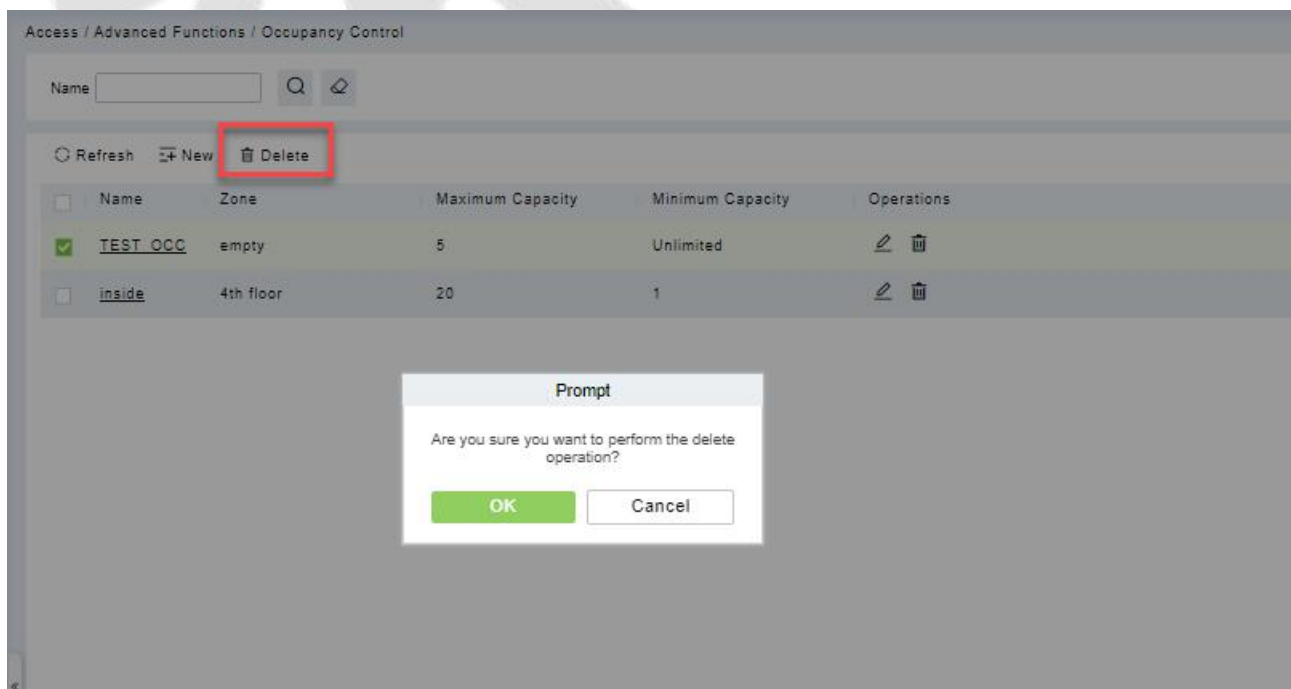 Access / Advanced Functions / Occupancy Control
Name
Refresh New Delete
Name Zone Maximum Capacity Minimum Capacity Operations
TEST_OCC empty 5 Unlimited
inside 4th floor 20 1
Prompt
Are you sure you want to perform the delete
operation?
OK Cancel